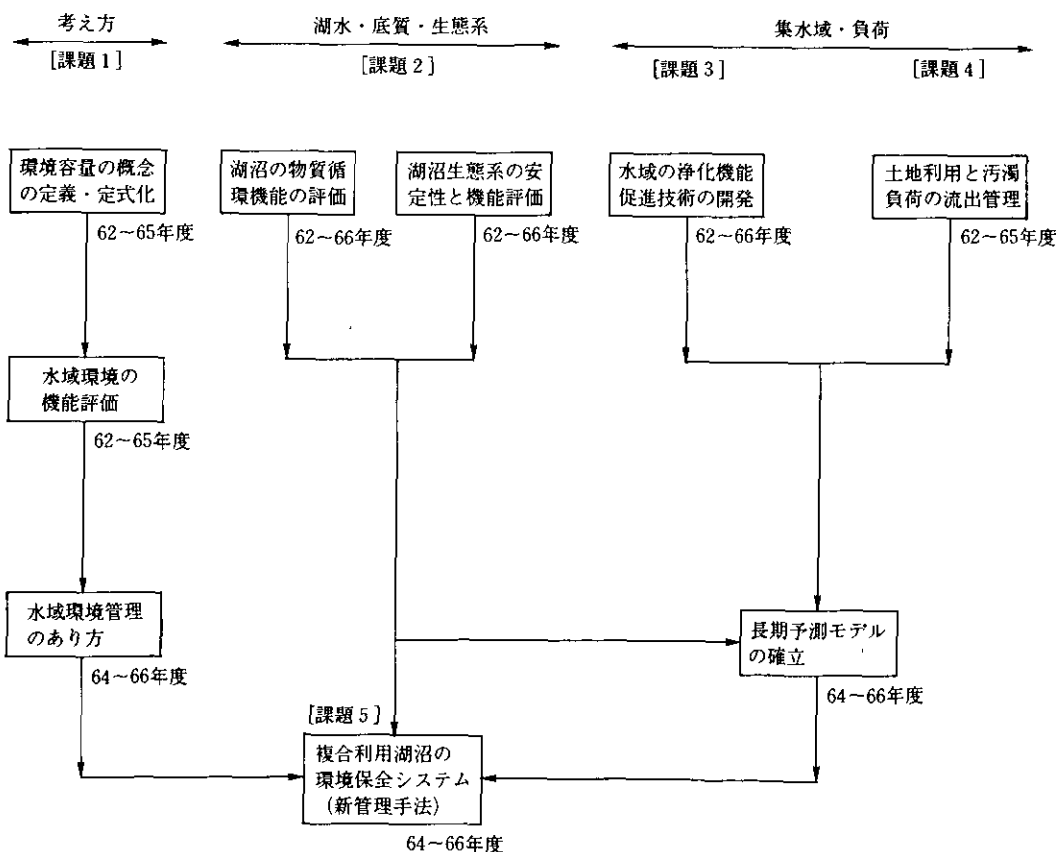 考え方
湖水・底質・生態系
集水域・負荷
[課題1]
[課題2]
[課題3]
[課題4]
環境容量の概念
の定義・定式化
62～65年度
湖沼の物質循
環機能の評価
62～66年度
湖沼生態系の安
定性と機能評価
62～66年度
水域の浄化機能
促進技術の開発
62～66年度
土地利用と汚濁
負荷の流出管理
62～65年度
水域環境の
機能評価
62～65年度
水域環境管理
のあり方
64～66年度
長期予測モデル
の確立
64～66年度
[課題5]
複合利用湖沼の
環境保全システム
(新管理手法)
64～66年度